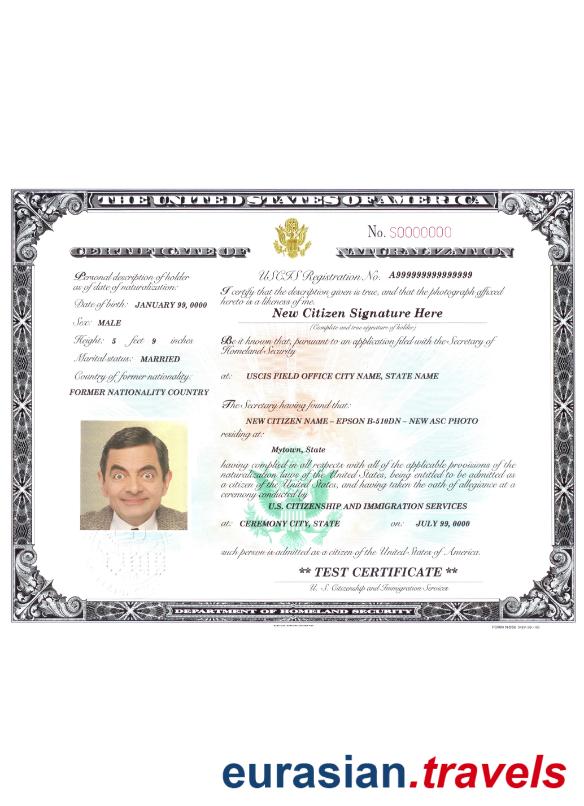 THE UNITED STATES OF AMERICA
No. S0000000
CERTIFICATE OF NATURALIZATION
Personal description of holder
as of date of naturalization:
Date of birth: JANUARY 99, 0000
Sex: MALE
Height: 5 feet 9 inches
Marital status: MARRIED
Country of former nationality:
FORMER NATIONALITY COUNTRY
USCIS Registration No. A999999999999999
I certify that the description given is true, and that the photograph affixed
hereto is a likeness of me.
New Citizen Signature Here
(Complete and true signature of holder)
Be it known that, pursuant to an application filed with the Secretary of
Homeland Security
at: USCIS FIELD OFFICE CITY NAME, STATE NAME
The Secretary having found that:
NEW CITIZEN NAME – EPSON B-510DN – NEW ASC PHOTO
residing at:
Mytown, State
having complied in all respects with all of the applicable provisions of the
naturalization laws of the United States, being entitled to be admitted as
a citizen of the United States, and having taken the oath of allegiance at a
ceremony conducted by
U.S. CITIZENSHIP AND IMMIGRATION SERVICES
at: CEREMONY CITY, STATE on: JULY 99, 0000
such person is admitted as a citizen of the United States of America.
** TEST CERTIFICATE **
U. S. Citizenship and Immigration Services
DEPARTMENT OF HOMELAND SECURITY
eurasian.travels